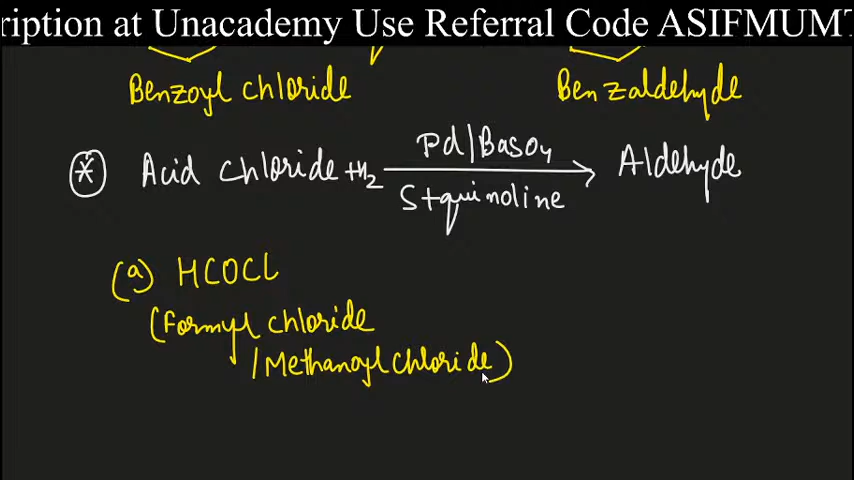 ription at Unacademy Use Referral Code ASIFMUMT
Benzoyl chloride Benzaldehyde
* Acid chloride + H2 Pd/BaSO4 Aldehyde
S+quinoline
(a) HCOCl
(Formyl chloride
/Methanoyl chloride)